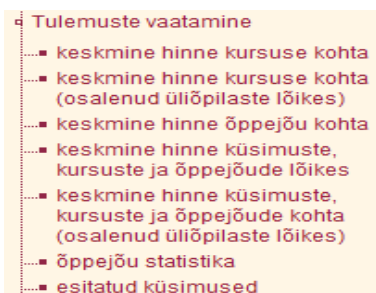 Tulemuste vaatamine
keskmine hinne kursuse kohta
keskmine hinne kursuse kohta
(osalenud üliõpilaste lõikes)
keskmine hinne õppejõu kohta
keskmine hinne küsimuste,
kursuste ja õppejõude lõikes
keskmine hinne küsimuste,
kursuste ja õppejõudude kohta
(osalenud üliõpilaste lõikes)
õppejõu statistika
esitatud küsimused